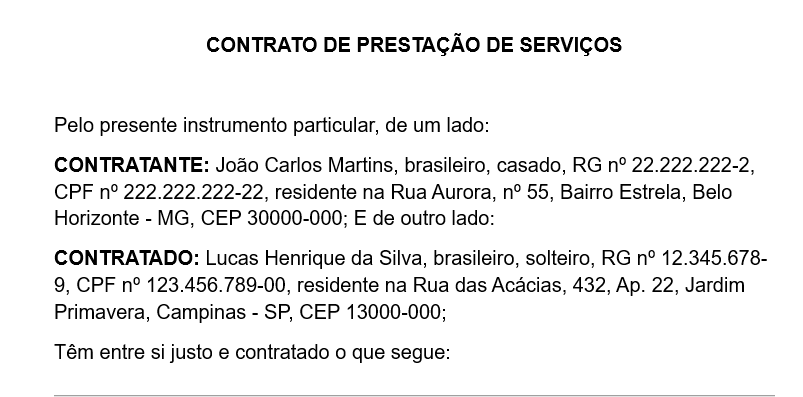 CONTRATO DE PRESTAÇÃO DE SERVIÇOS
Pelo presente instrumento particular, de um lado:
CONTRATANTE: João Carlos Martins, brasileiro, casado, RG nº 22.222.222-2,
CPF nº 222.222.222-22, residente na Rua Aurora, nº 55, Bairro Estrela, Belo
Horizonte - MG, CEP 30000-000; E de outro lado:
CONTRATADO: Lucas Henrique da Silva, brasileiro, solteiro, RG nº 12.345.678-
9, CPF nº 123.456.789-00, residente na Rua das Acácias, 432, Ap. 22, Jardim
Primavera, Campinas - SP, CEP 13000-000;
Têm entre si justo e contratado o que segue: